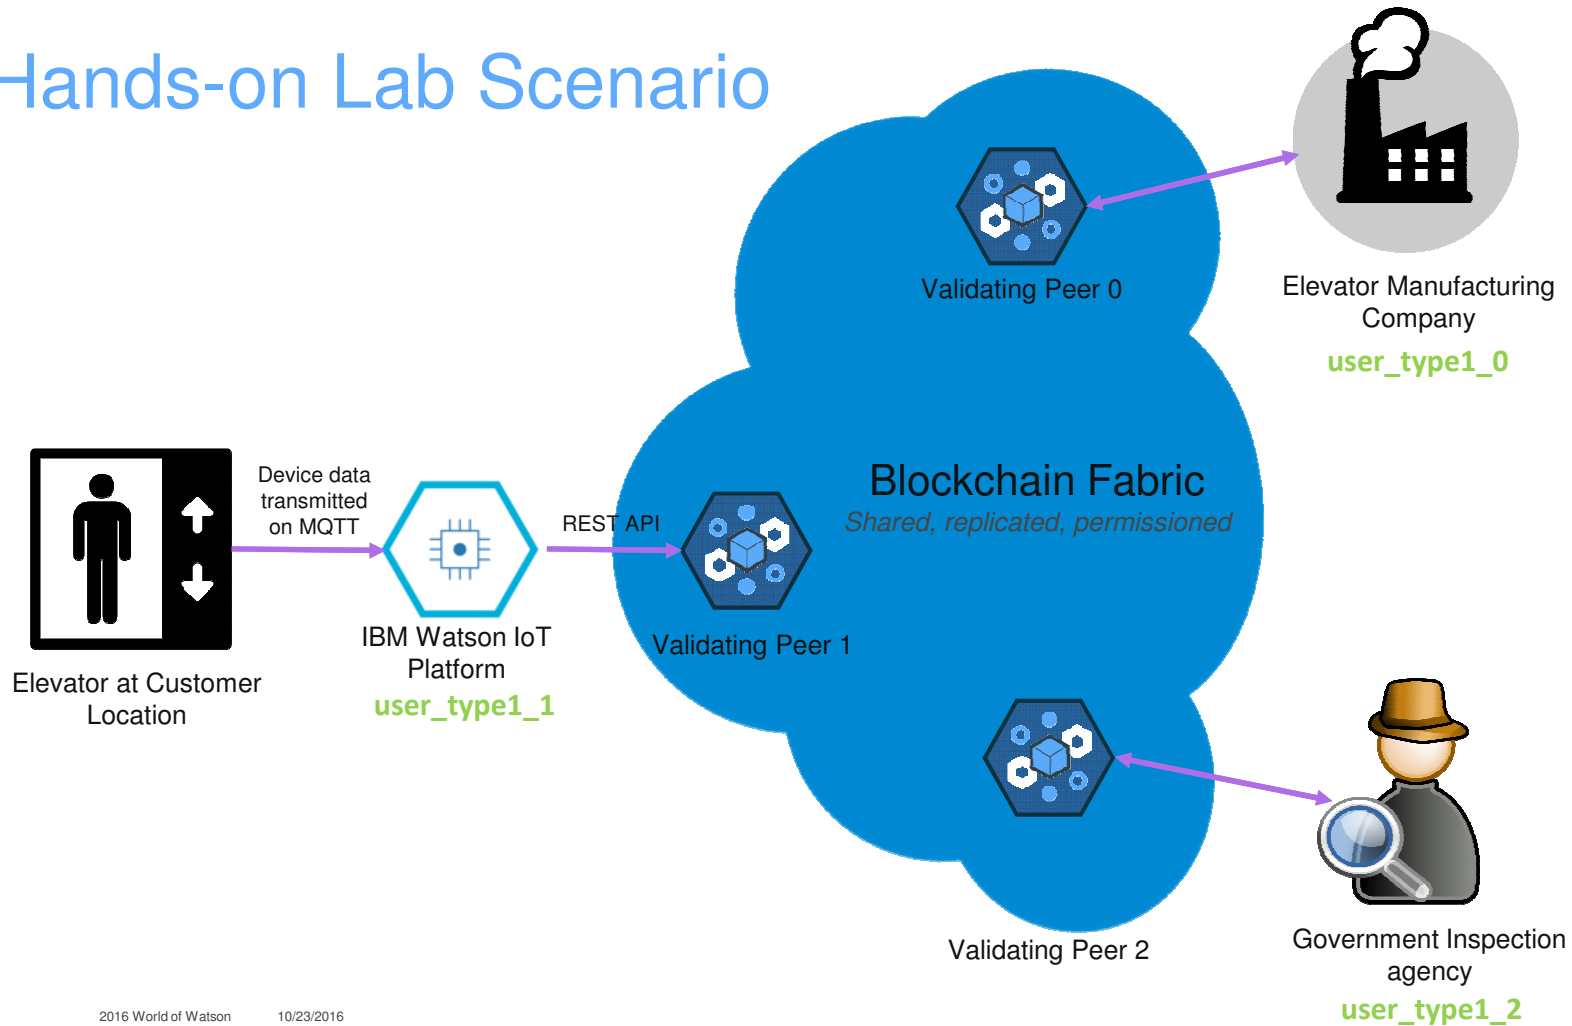 Hands-on Lab Scenario
Validating Peer 0
Elevator Manufacturing
Company
user_type1_0
Device data
transmitted
on MQTT
REST API
Blockchain Fabric
Shared, replicated, permissioned
IBM Watson IoT
Platform
user_type1_1
Validating Peer 1
Elevator at Customer
Location
Validating Peer 2
Government Inspection
agency
user_type1_2
2016 World of Watson 10/23/2016